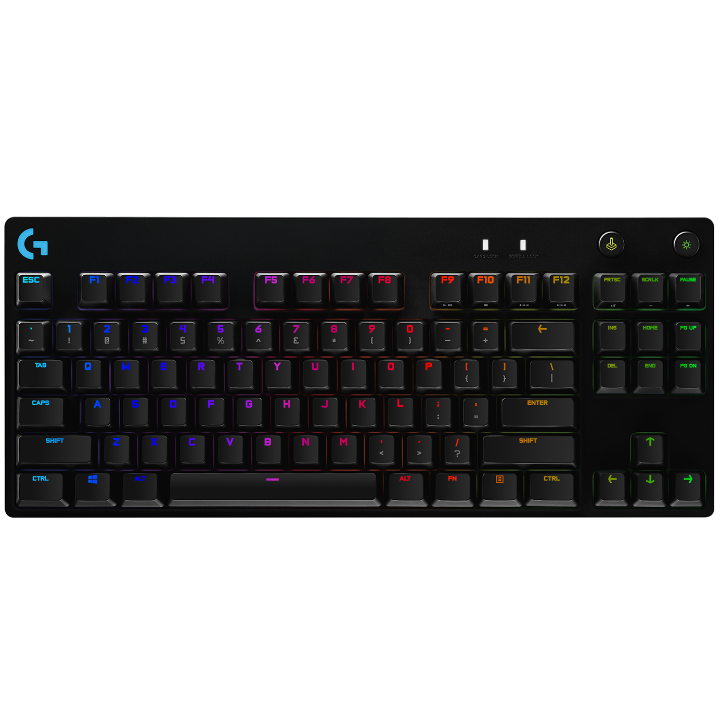 G
ESC F1 F2 F3 F4 F5 F6 F7 F8 F9 F10 F11 F12 PRTSC SCRLK PAUSE
` 1 2 3 4 5 6 7 8 9 0 - = ← INS HOME PG UP
~ ! @ # $ % ^ & * ( ) _ +
TAB Q W E R T Y U I O P [ ] \ DEL END PG DN
{ } |
CAPS A S D F G H J K L ; ' ENTER
: "
SHIFT Z X C V B N M , . / SHIFT ↑
< > ?
CTRL ALT ALT FN CTRL ← ↓ →